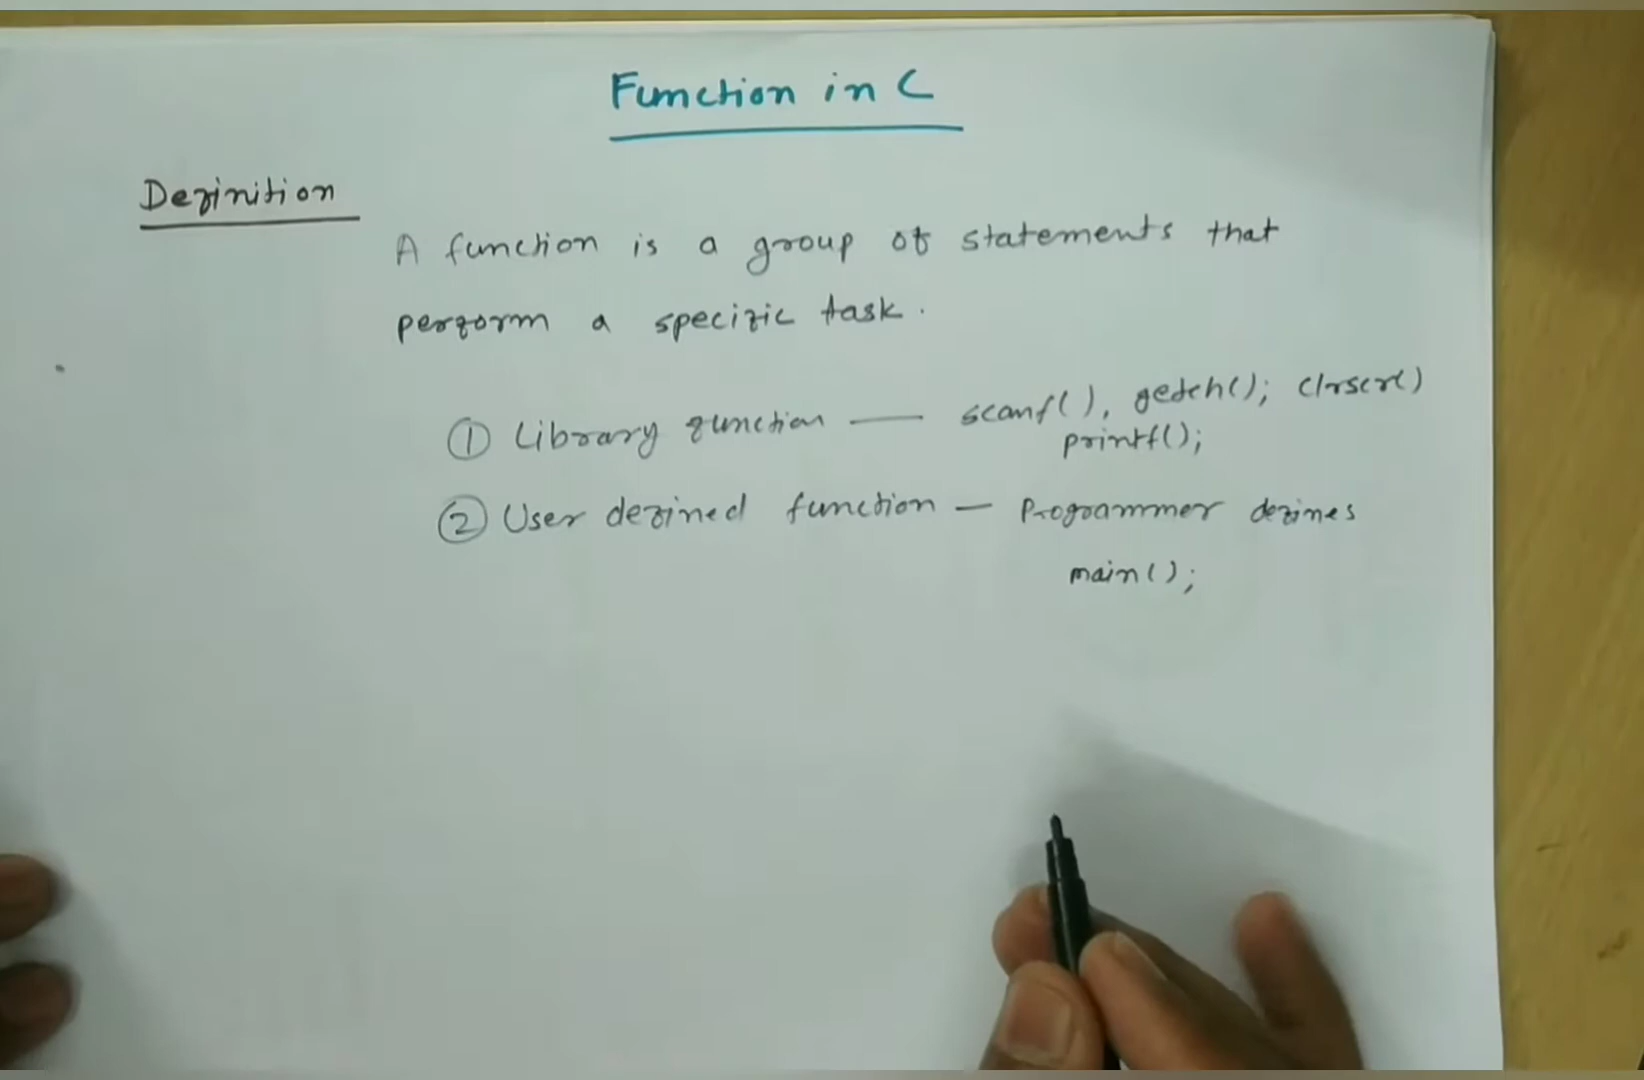 Function in C
Definition
A function is a group of statements that
perform a specific task.
① Library function — scanf(), getch(); clrscr()
printf();
② User defined function — Programmer defines
main();